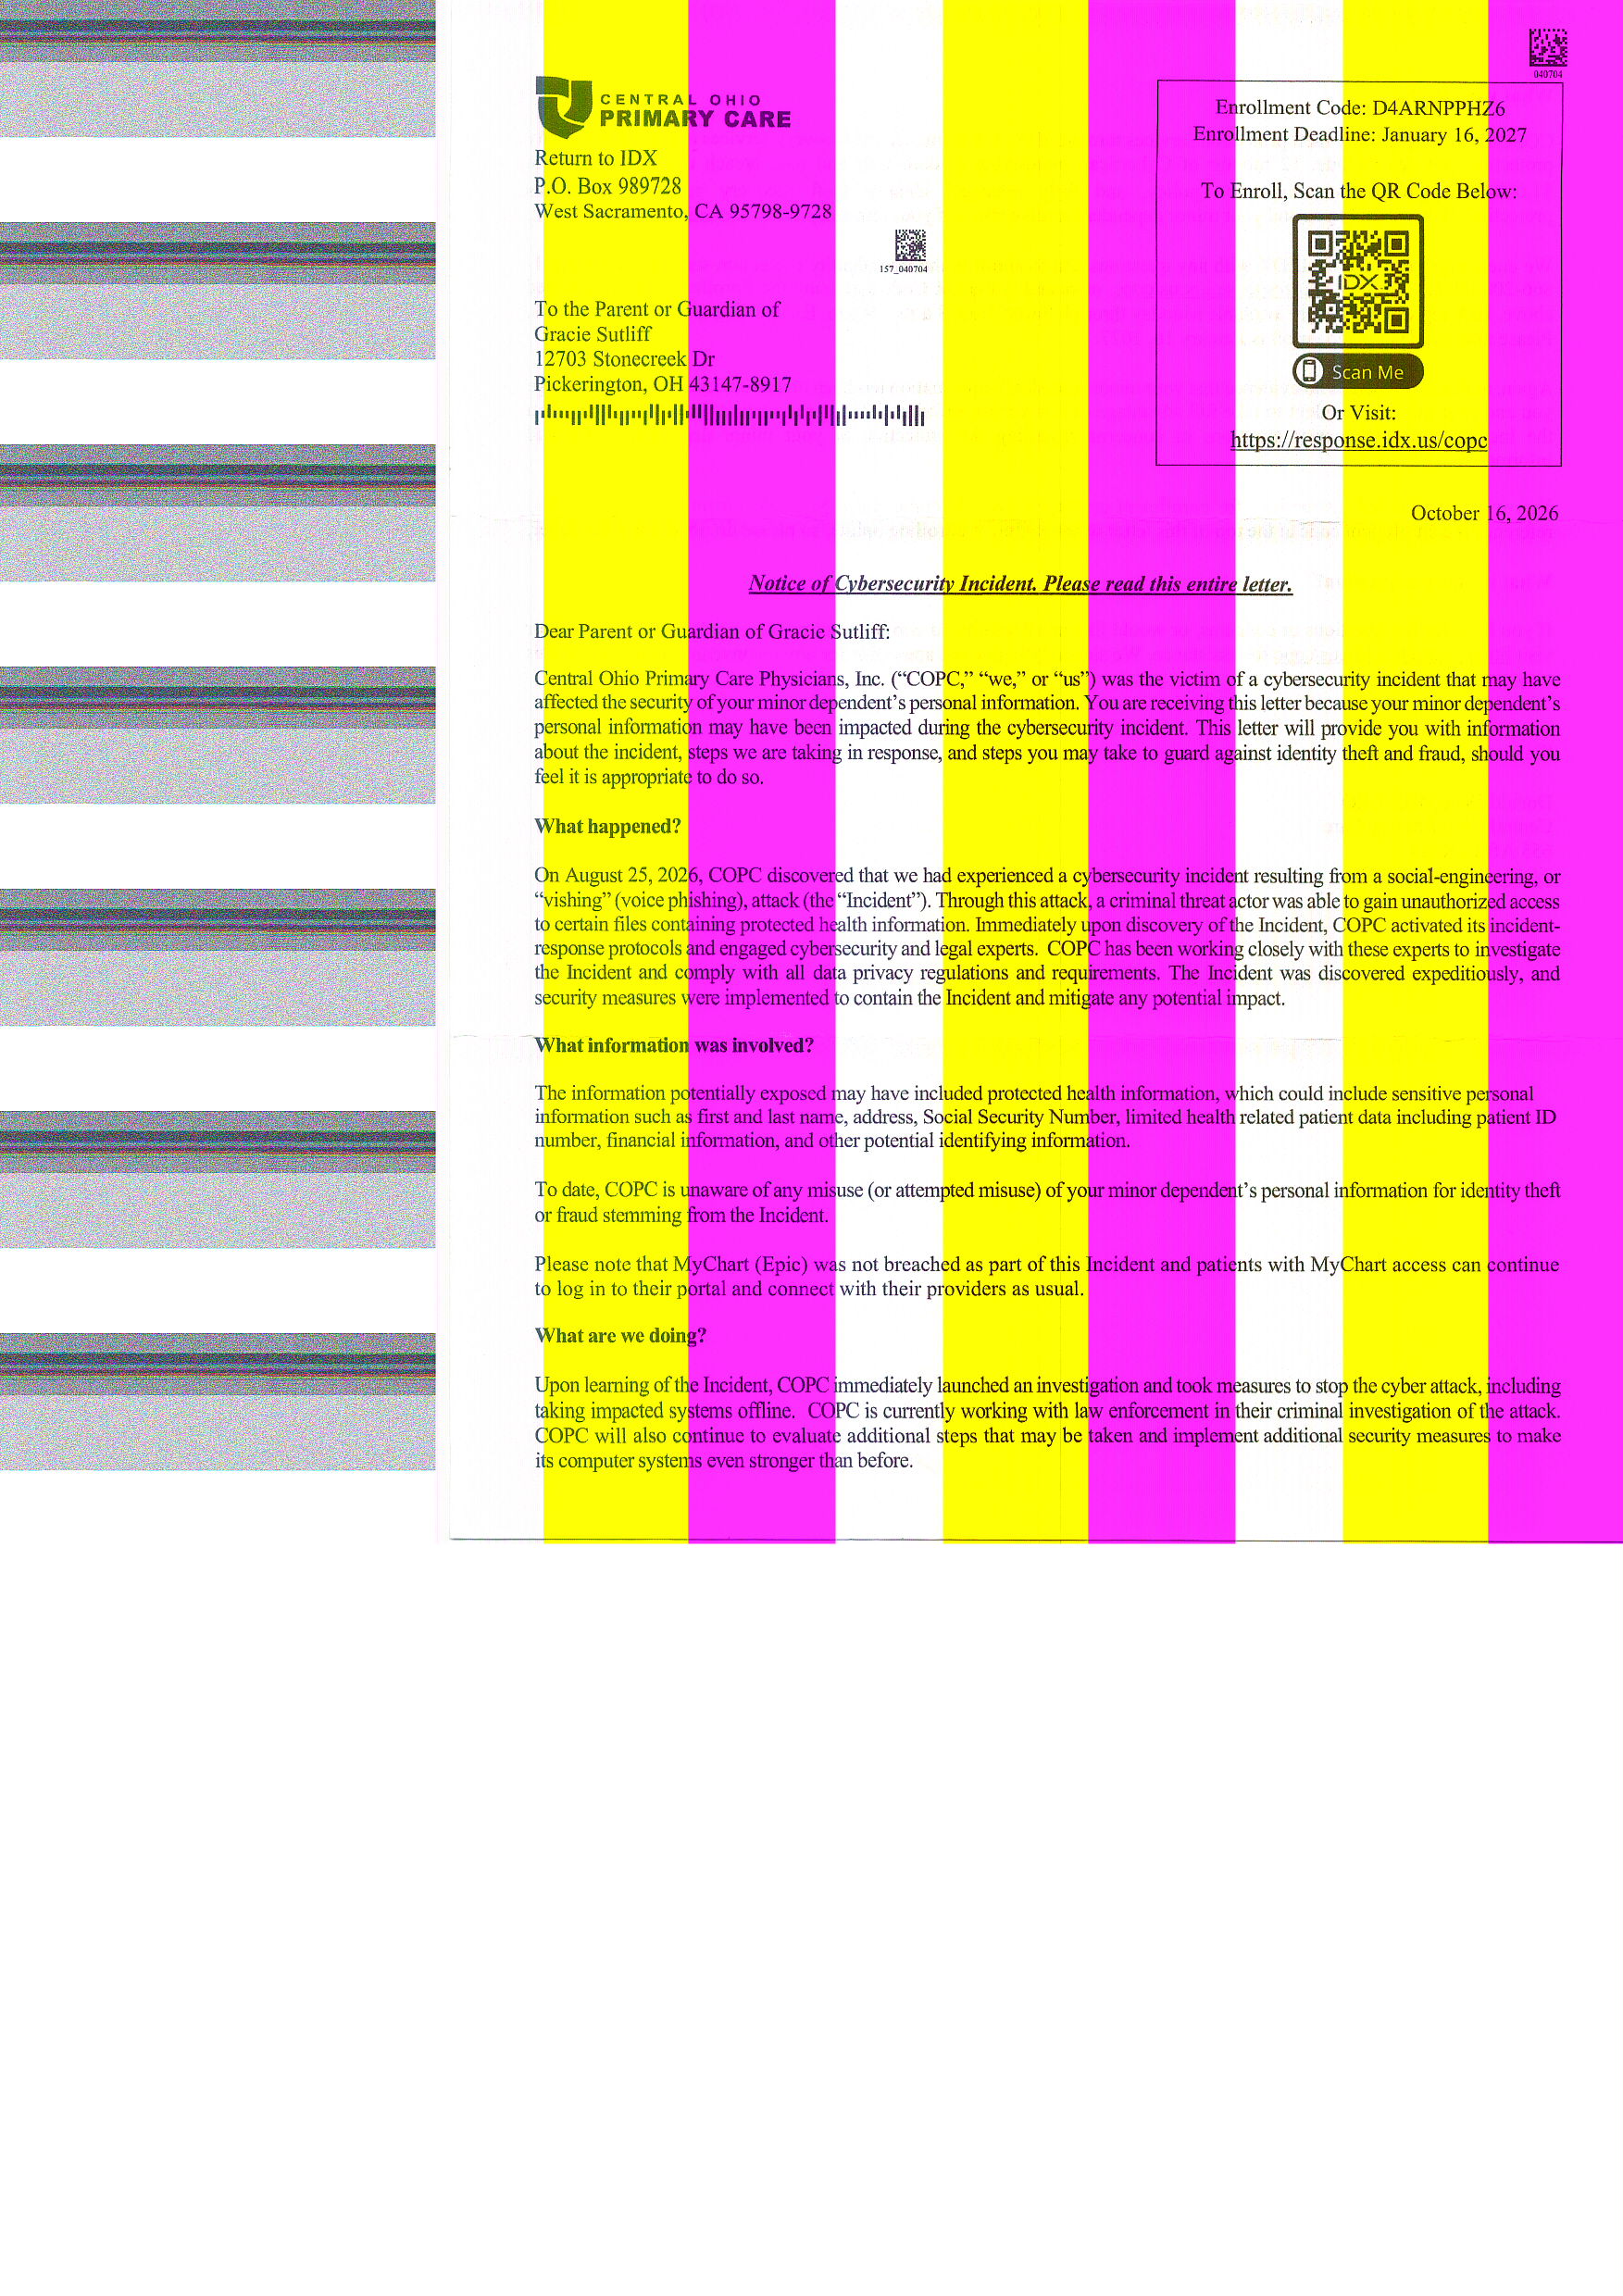 040704
CENTRAL OHIO
PRIMARY CARE
Return to IDX
P.O. Box 989728
West Sacramento, CA 95798-9728
157_040704
To the Parent or Guardian of
Gracie Sutliff
12703 Stonecreek Dr
Pickerington, OH 43147-8917
Enrollment Code: D4ARNPPHZ6
Enrollment Deadline: January 16, 2027
To Enroll, Scan the QR Code Below:
IDX
Scan Me
Or Visit:
https://response.idx.us/copc
October 16, 2026
Notice of Cybersecurity Incident. Please read this entire letter.
Dear Parent or Guardian of Gracie Sutliff:
Central Ohio Primary Care Physicians, Inc. (“COPC,” “we,” or “us”) was the victim of a cybersecurity incident that may have
affected the security of your minor dependent’s personal information. You are receiving this letter because your minor dependent’s
personal information may have been impacted during the cybersecurity incident. This letter will provide you with information
about the incident, steps we are taking in response, and steps you may take to guard against identity theft and fraud, should you
feel it is appropriate to do so.
What happened?
On August 25, 2026, COPC discovered that we had experienced a cybersecurity incident resulting from a social-engineering, or
“vishing” (voice phishing), attack (the “Incident”). Through this attack, a criminal threat actor was able to gain unauthorized access
to certain files containing protected health information. Immediately upon discovery of the Incident, COPC activated its incident-
response protocols and engaged cybersecurity and legal experts. COPC has been working closely with these experts to investigate
the Incident and comply with all data privacy regulations and requirements. The Incident was discovered expeditiously, and
security measures were implemented to contain the Incident and mitigate any potential impact.
What information was involved?
The information potentially exposed may have included protected health information, which could include sensitive personal
information such as first and last name, address, Social Security Number, limited health related patient data including patient ID
number, financial information, and other potential identifying information.
To date, COPC is unaware of any misuse (or attempted misuse) of your minor dependent’s personal information for identity theft
or fraud stemming from the Incident.
Please note that MyChart (Epic) was not breached as part of this Incident and patients with MyChart access can continue
to log in to their portal and connect with their providers as usual.
What are we doing?
Upon learning of the Incident, COPC immediately launched an investigation and took measures to stop the cyber attack, including
taking impacted systems offline. COPC is currently working with law enforcement in their criminal investigation of the attack.
COPC will also continue to evaluate additional steps that may be taken and implement additional security measures to make
its computer systems even stronger than before.